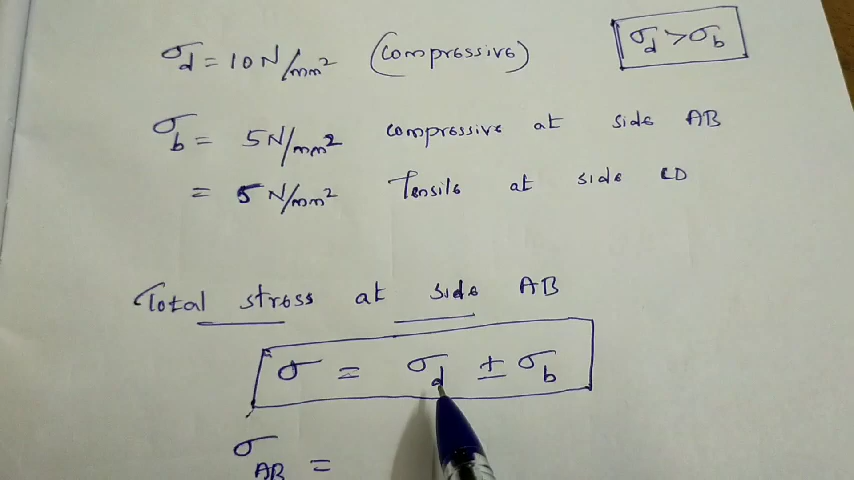 σd = 10 N/mm² (compressive)
σd > σb
σb = 5 N/mm² compressive at side AB
= 5 N/mm² Tensile at side CD
Total stress at side AB
σ = σd ± σb
σAB =